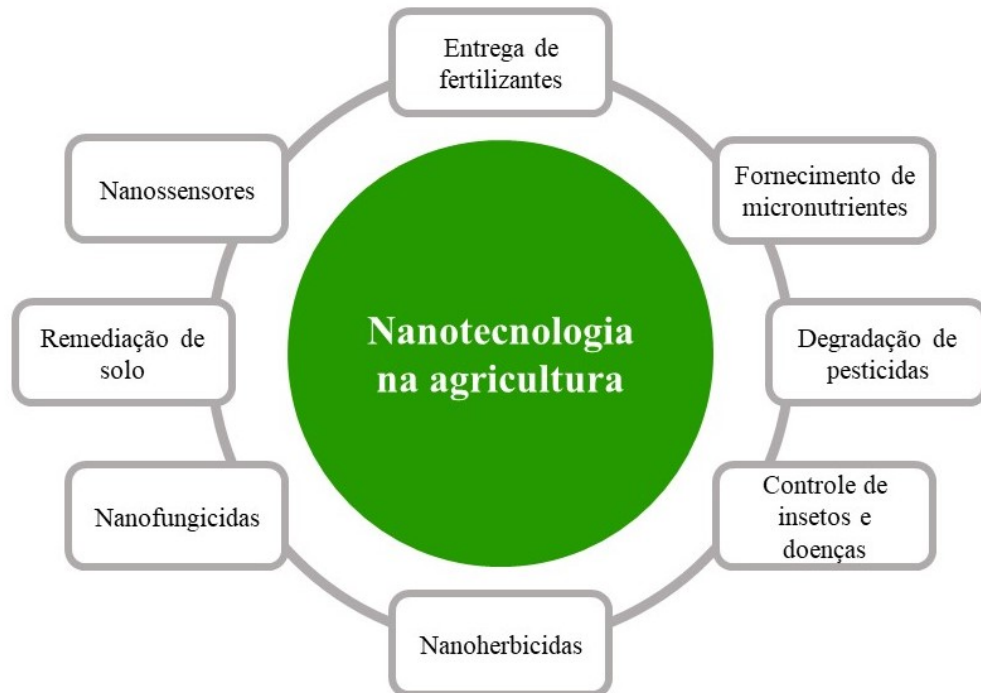 Entrega de
fertilizantes
Fornecimento de
micronutrientes
Degradação de
pesticidas
Controle de
insetos e
doenças
Nanoherbicidas
Nanofungicidas
Remediação de
solo
Nanossensores
Nanotecnologia
na agricultura